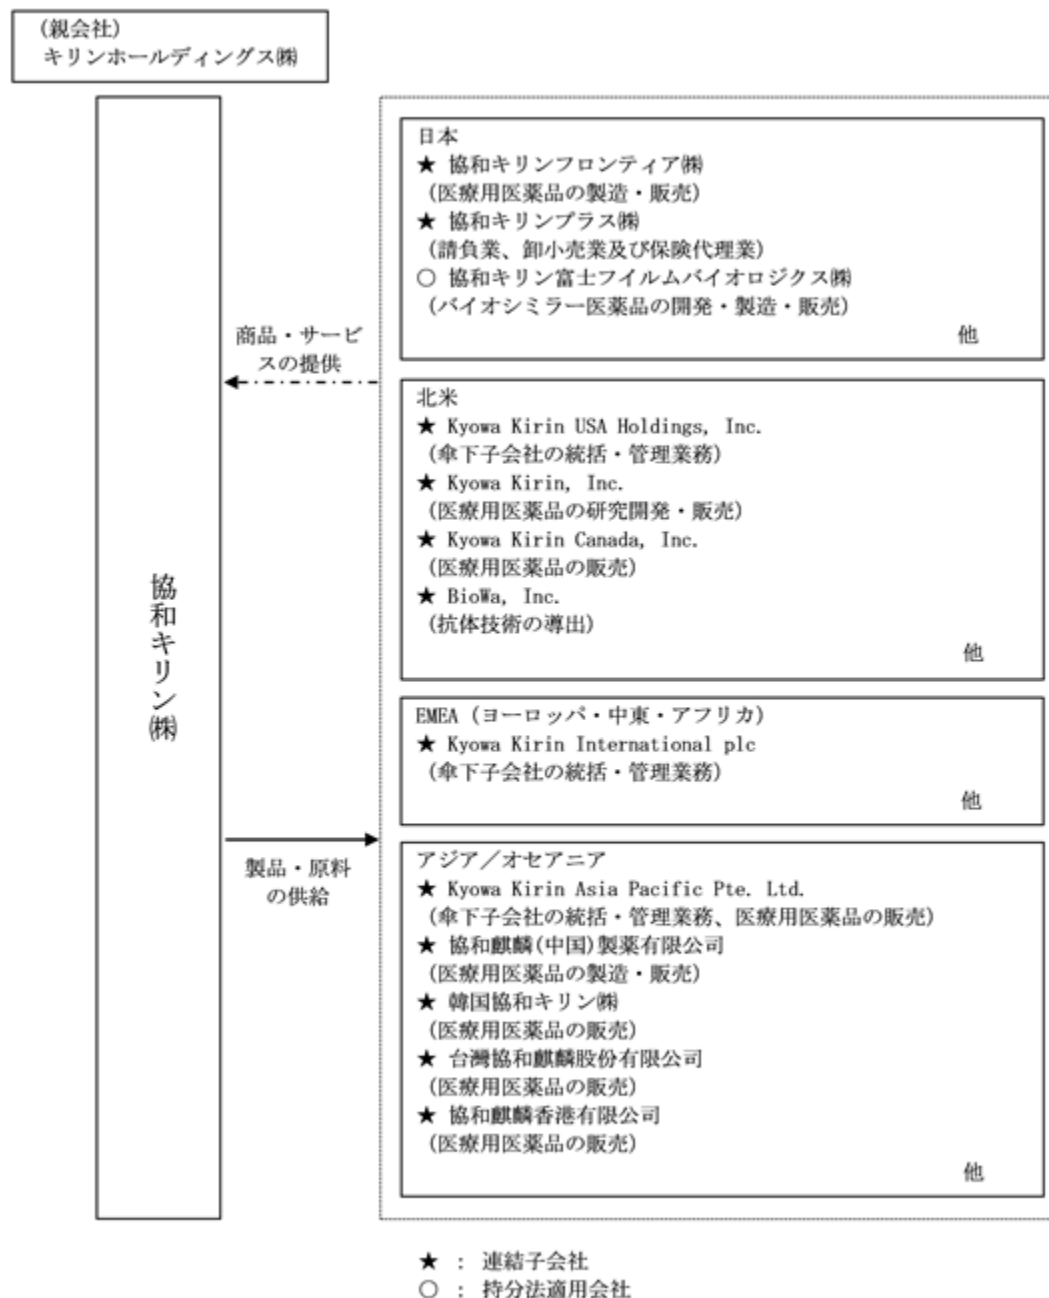 (親会社)
キリンホールディングス㈱
日本
★ 協和キリンフロンティア㈱
(医療用医薬品の製造・販売)
★ 協和キリンプラス㈱
(請負業、卸小売業及び保険代理業)
○ 協和キリン富士フイルムバイオロジクス㈱
(バイオシミラー医薬品の開発・製造・販売)
他
商品・サービ
スの提供
北米
★ Kyowa Kirin USA Holdings, Inc.
(傘下子会社の統括・管理業務)
★ Kyowa Kirin, Inc.
(医療用医薬品の研究開発・販売)
★ Kyowa Kirin Canada, Inc.
(医療用医薬品の販売)
★ BioWa, Inc.
(抗体技術の導出)
他
協和キリン㈱
EMEA (ヨーロッパ・中東・アフリカ)
★ Kyowa Kirin International plc
(傘下子会社の統括・管理業務)
他
製品・原料
の供給
アジア／オセアニア
★ Kyowa Kirin Asia Pacific Pte. Ltd.
(傘下子会社の統括・管理業務、医療用医薬品の販売)
★ 協和麒麟(中国)製薬有限公司
(医療用医薬品の製造・販売)
★ 韓国協和キリン㈱
(医療用医薬品の販売)
★ 台灣協和麒麟股份有限公司
(医療用医薬品の販売)
★ 協和麒麟香港有限公司
(医療用医薬品の販売)
他
★ : 連結子会社
○ : 持分法適用会社